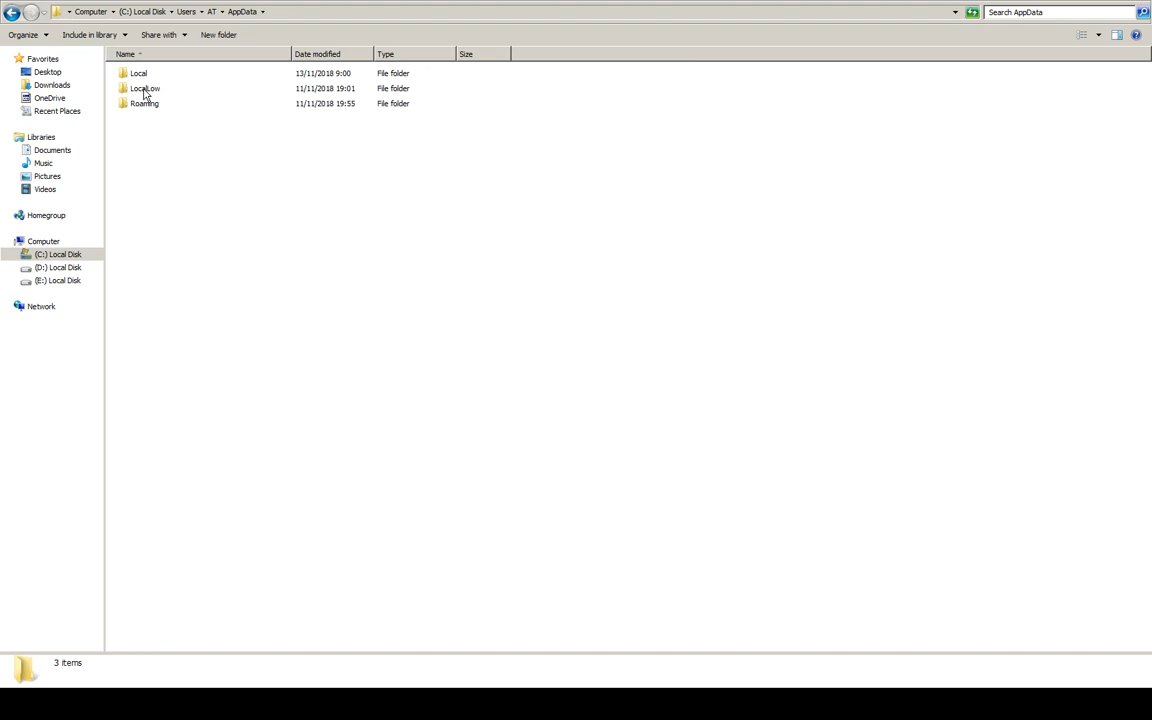 Computer (C:) Local Disk Users AT AppData Search AppData
Organize Include in library Share with New folder
Favorites
Desktop
Downloads
OneDrive
Recent Places
Libraries
Documents
Music
Pictures
Videos
Homegroup
Computer
(C:) Local Disk
(D:) Local Disk
(E:) Local Disk
Network
Name Date modified Type Size
Local 13/11/2018 9:00 File folder
LocalLow 11/11/2018 19:01 File folder
Roaming 11/11/2018 19:55 File folder
3 items